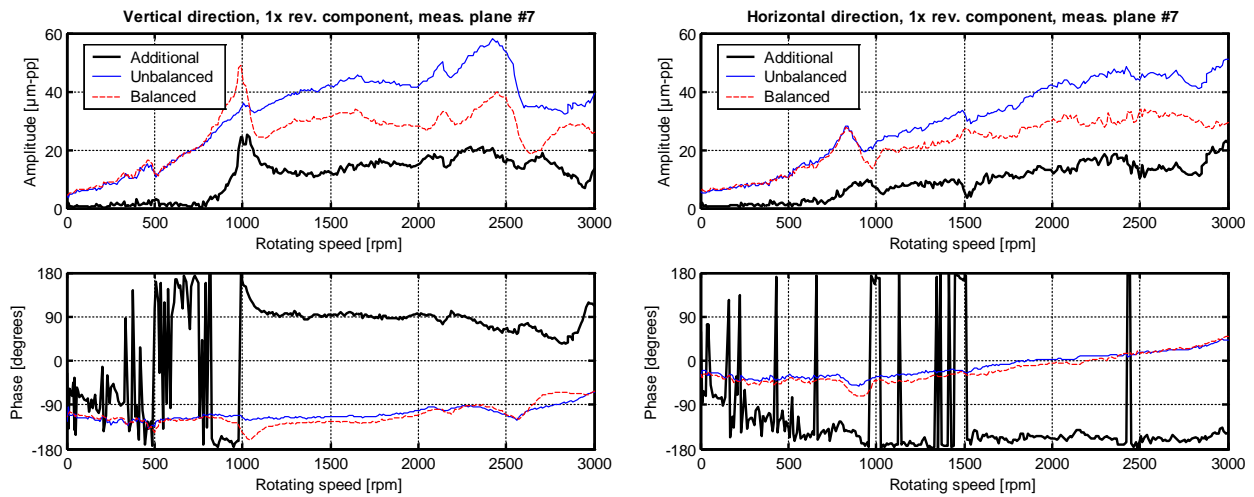 Vertical direction, 1x rev. component, meas. plane #7
60
40
20
0
Amplitude [µm-pp]
Additional
Unbalanced
Balanced
0 500 1000 1500 2000 2500 3000
Rotating speed [rpm]
180
90
0
-90
-180
Phase [degrees]
0 500 1000 1500 2000 2500 3000
Rotating speed [rpm]
Horizontal direction, 1x rev. component, meas. plane #7
60
40
20
0
Amplitude [µm-pp]
Additional
Unbalanced
Balanced
0 500 1000 1500 2000 2500 3000
Rotating speed [rpm]
180
90
0
-90
-180
Phase [degrees]
0 500 1000 1500 2000 2500 3000
Rotating speed [rpm]